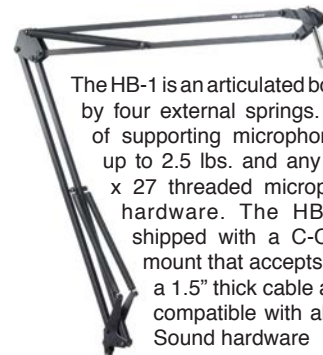 The HB-1 is an articulated bo
by four external springs.
of supporting microphon
up to 2.5 lbs. and any
x 27 threaded microp
hardware. The HB
shipped with a C-C
mount that accepts
a 1.5” thick cable a
compatible with al
Sound hardware